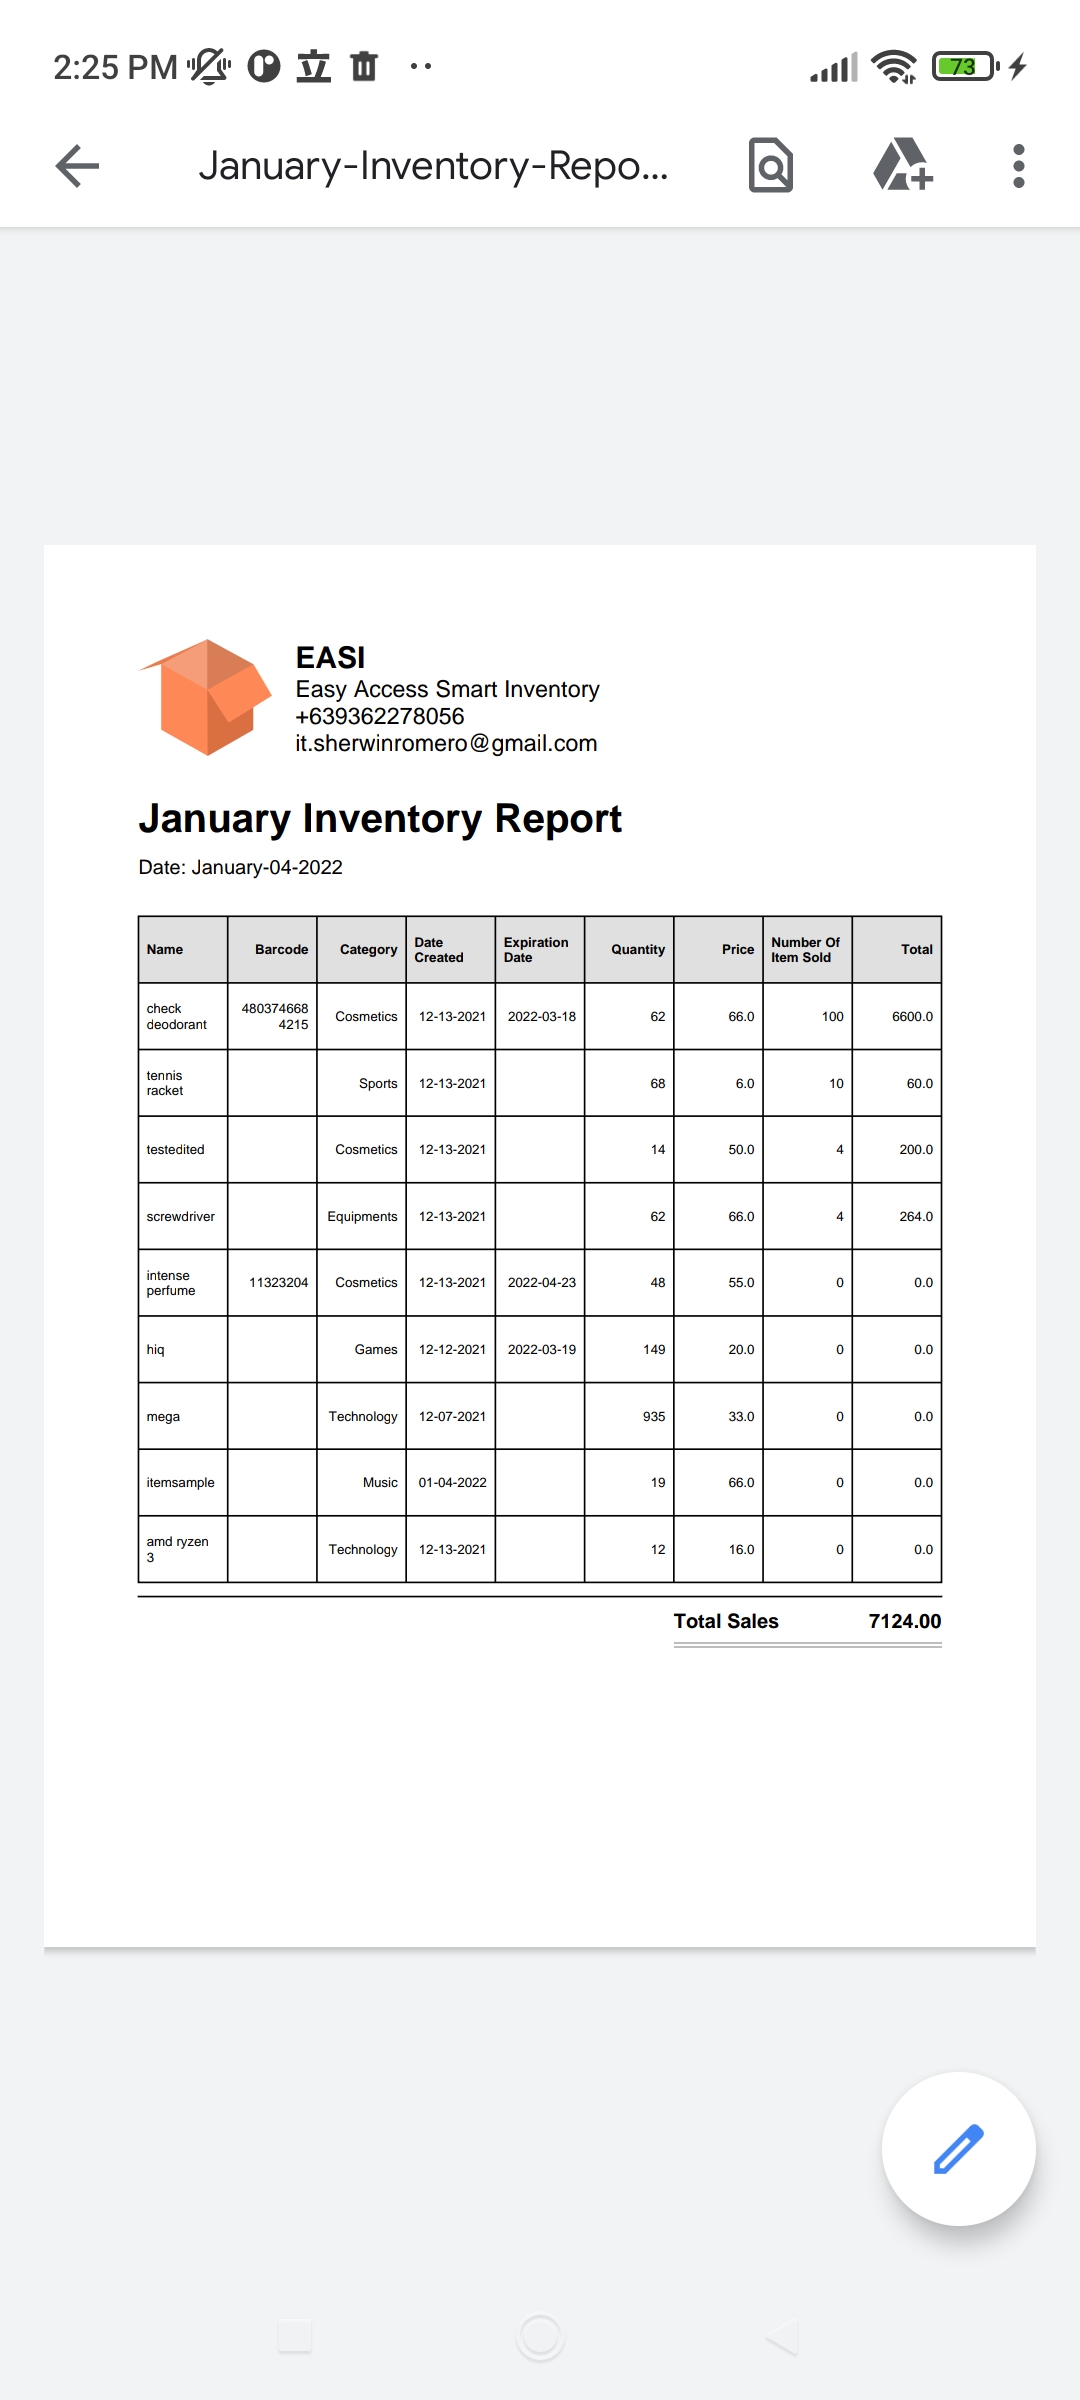 2:25 PM 立 73
January-Inventory-Repo...
EASI
Easy Access Smart Inventory
+639362278056
it.sherwinromero@gmail.com
January Inventory Report
Date: January-04-2022
Name Barcode Category Date Created Expiration Date Quantity Price Number Of Item Sold Total
check deodorant 4803746684215 Cosmetics 12-13-2021 2022-03-18 62 66.0 100 6600.0
tennis racket Sports 12-13-2021 68 6.0 10 60.0
testedited Cosmetics 12-13-2021 14 50.0 4 200.0
screwdriver Equipments 12-13-2021 62 66.0 4 264.0
intense perfume 11323204 Cosmetics 12-13-2021 2022-04-23 48 55.0 0 0.0
hiq Games 12-12-2021 2022-03-19 149 20.0 0 0.0
mega Technology 12-07-2021 935 33.0 0 0.0
itemsample Music 01-04-2022 19 66.0 0 0.0
amd ryzen 3 Technology 12-13-2021 12 16.0 0 0.0
Total Sales 7124.00